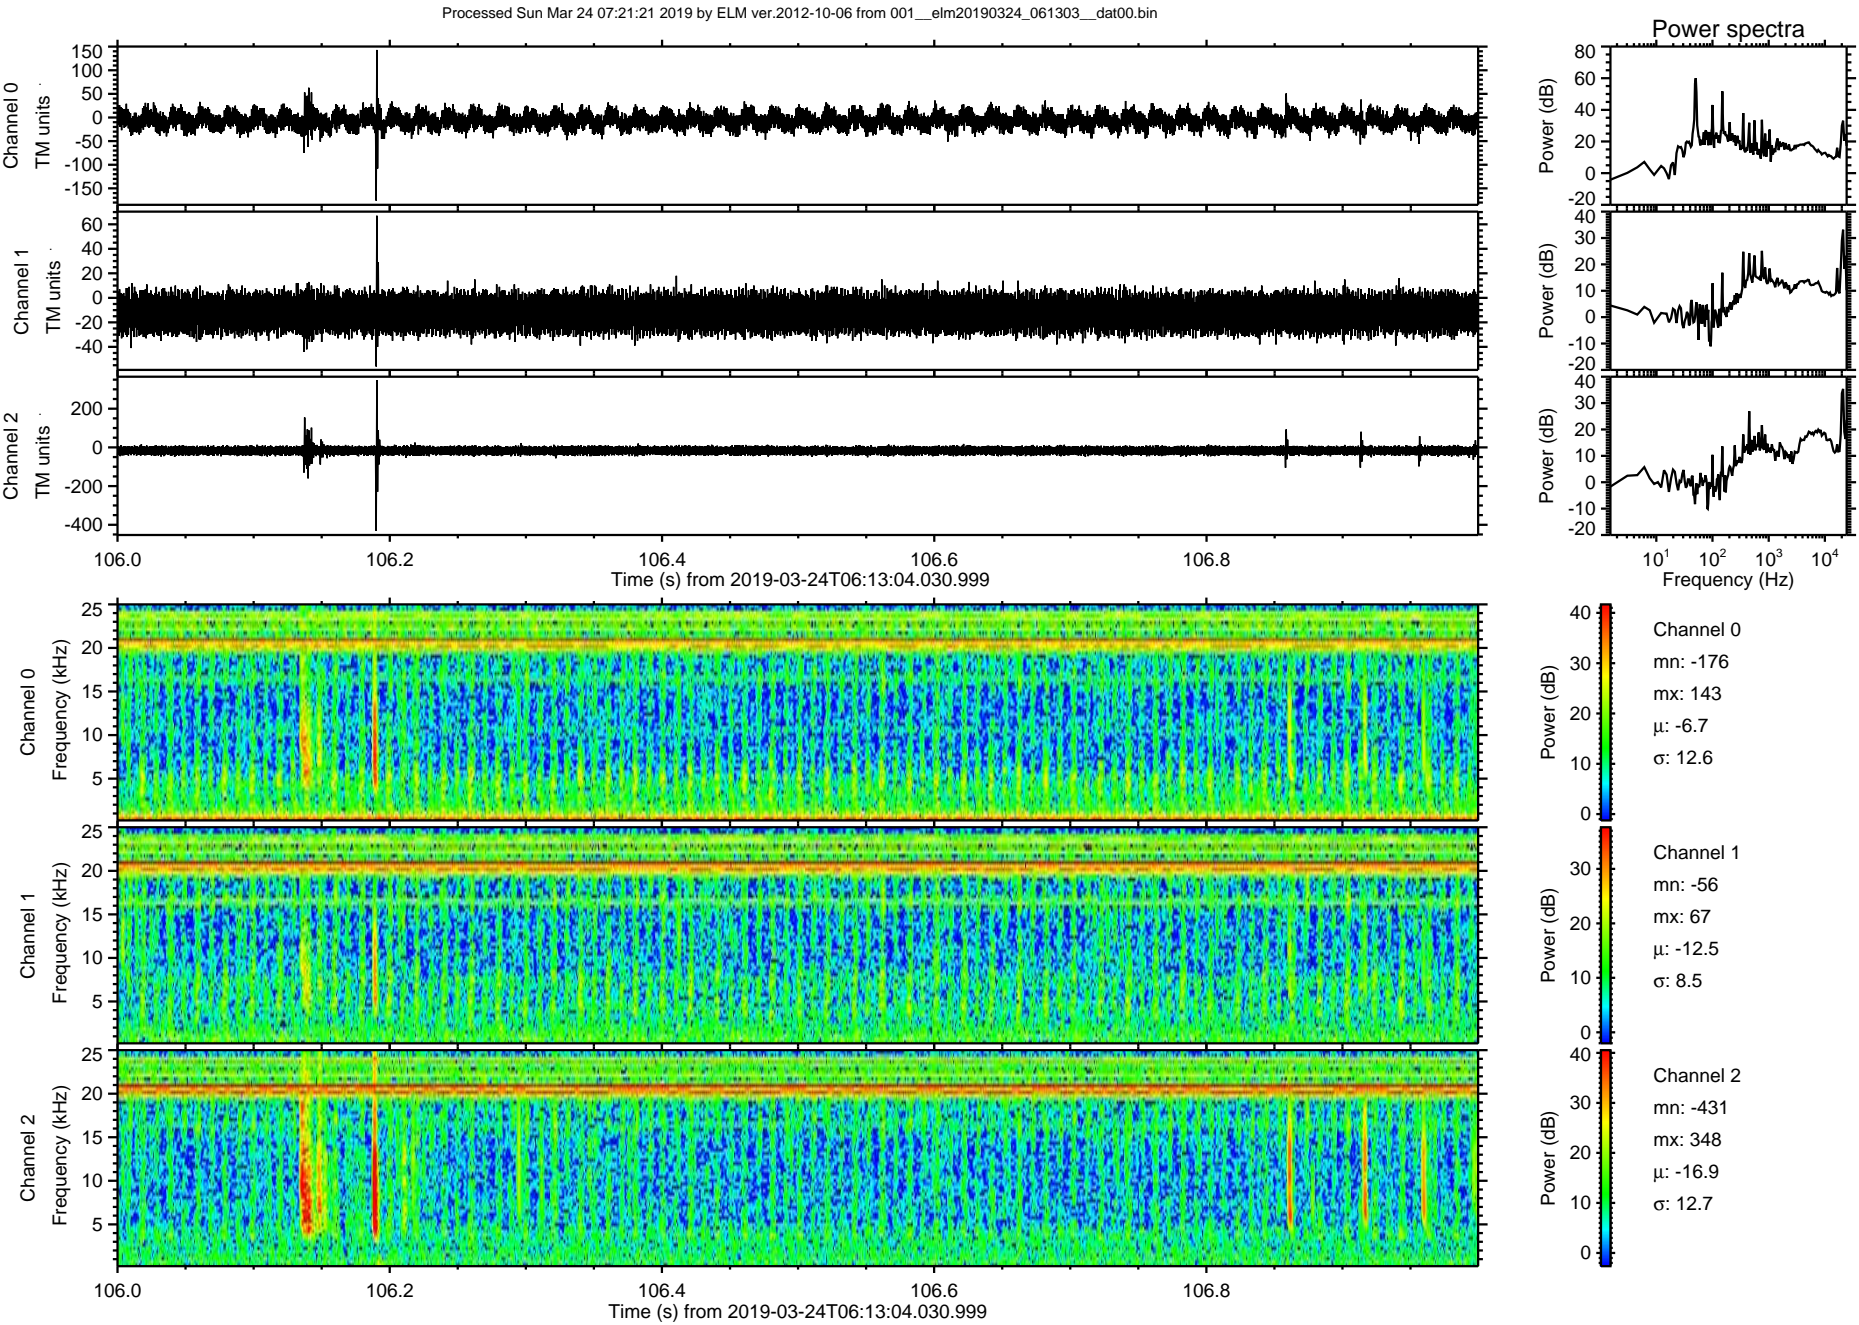 Processed Sun Mar 24 07:21:21 2019 by ELM ver.2012-10-06 from 001__elm20190324_061303__dat00.bin
Power spectra
Channel 0
TM units
150
100
50
0
-50
-100
-150
Power (dB)
80
60
40
20
0
-20
Channel 1
TM units
60
40
20
0
-20
-40
Power (dB)
40
30
20
10
0
-10
-20
Channel 2
TM units
200
0
-200
-400
Power (dB)
40
30
20
10
0
-10
-20
106.0 106.2 106.4 106.6 106.8
Time (s) from 2019-03-24T06:13:04.030.999
10¹ 10² 10³ 10⁴
Frequency (Hz)
Channel 0
Frequency (kHz)
25
20
15
10
5
Power (dB)
40
30
20
10
0
Channel 0
mn: -176
mx: 143
µ: -6.7
σ: 12.6
Channel 1
Frequency (kHz)
25
20
15
10
5
Power (dB)
30
20
10
0
Channel 1
mn: -56
mx: 67
µ: -12.5
σ: 8.5
Channel 2
Frequency (kHz)
25
20
15
10
5
Power (dB)
40
30
20
10
0
Channel 2
mn: -431
mx: 348
µ: -16.9
σ: 12.7
106.0 106.2 106.4 106.6 106.8
Time (s) from 2019-03-24T06:13:04.030.999